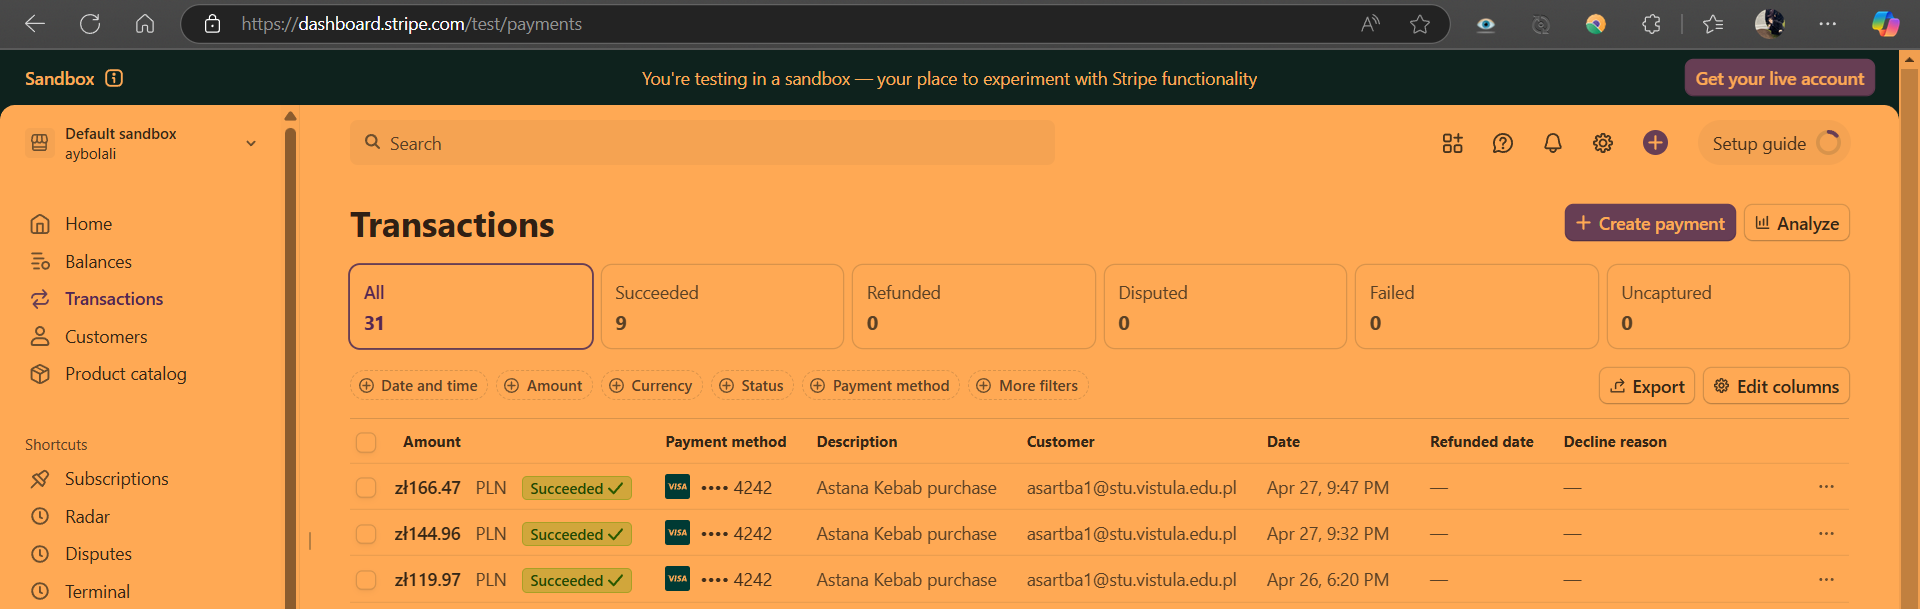 https://dashboard.stripe.com/test/payments
Sandbox
You're testing in a sandbox — your place to experiment with Stripe functionality
Get your live account
Default sandbox
aybolali
Search
Setup guide
Home
Balances
Transactions
Customers
Product catalog
Shortcuts
Subscriptions
Radar
Disputes
Terminal
Transactions
Create payment
Analyze
All
31
Succeeded
9
Refunded
0
Disputed
0
Failed
0
Uncaptured
0
Date and time
Amount
Currency
Status
Payment method
More filters
Export
Edit columns
Amount Payment method Description Customer Date Refunded date Decline reason
zł166.47 PLN Succeeded ✓ VISA •••• 4242 Astana Kebab purchase asartba1@stu.vistula.edu.pl Apr 27, 9:47 PM — — ···
zł144.96 PLN Succeeded ✓ VISA •••• 4242 Astana Kebab purchase asartba1@stu.vistula.edu.pl Apr 27, 9:32 PM — — ···
zł119.97 PLN Succeeded ✓ VISA •••• 4242 Astana Kebab purchase asartba1@stu.vistula.edu.pl Apr 26, 6:20 PM — — ···